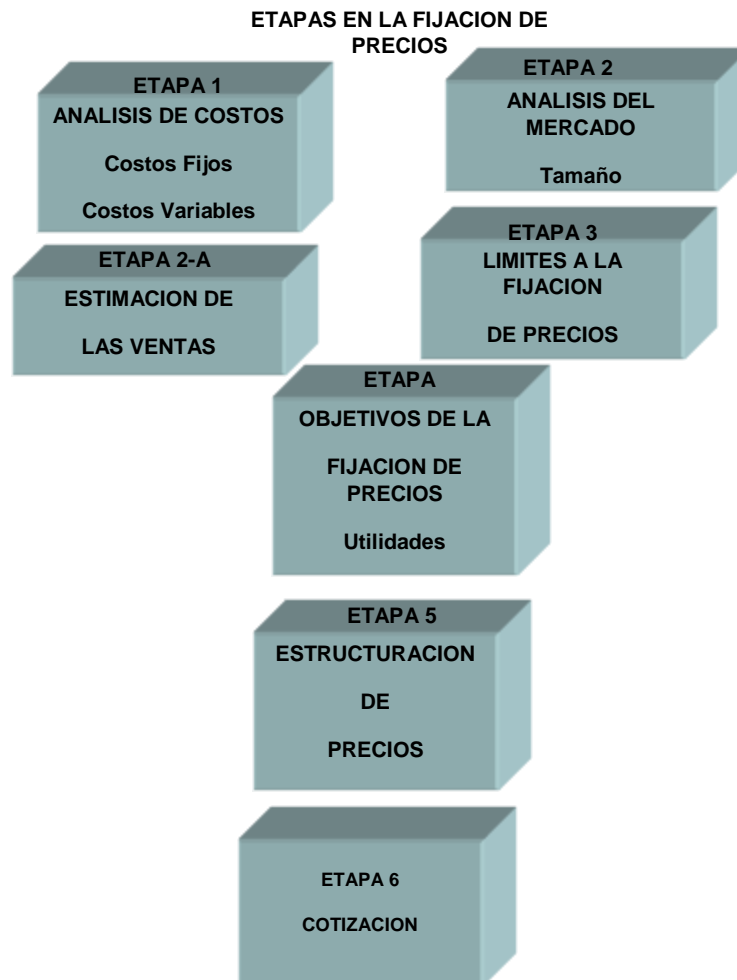 ETAPAS EN LA FIJACION DE
PRECIOS
ETAPA 1
ANALISIS DE COSTOS
Costos Fijos
Costos Variables
ETAPA 2
ANALISIS DEL
MERCADO
Tamaño
ETAPA 2-A
ESTIMACION DE
LAS VENTAS
ETAPA 3
LIMITES A LA
FIJACION
DE PRECIOS
ETAPA
OBJETIVOS DE LA
FIJACION DE
PRECIOS
Utilidades
ETAPA 5
ESTRUCTURACION
DE
PRECIOS
ETAPA 6
COTIZACION